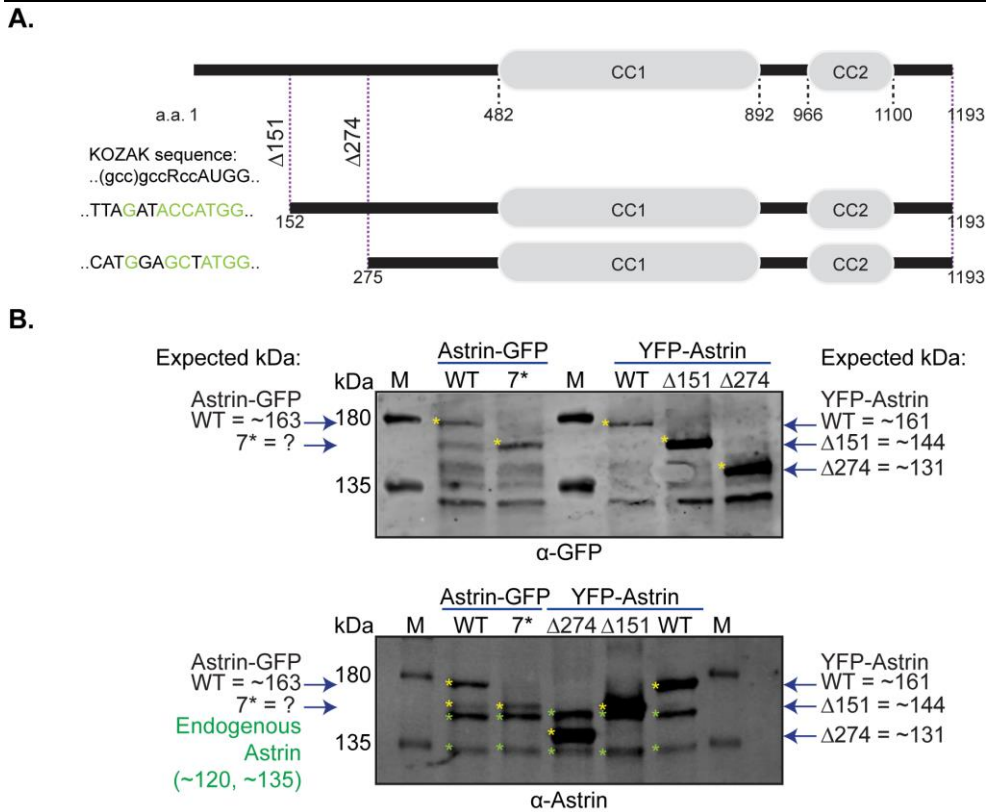 A.
CC1
CC2
a.a. 1
482
892
966
1100
1193
Δ151
Δ274
KOZAK sequence:
..(gcc)gccRccAUGG..
..TTAGATACCATGG..
CC1
CC2
152
1193
..CATGGAGCTATGG..
CC1
CC2
275
1193
B.
Expected kDa:
Astrin-GFP
YFP-Astrin
Expected kDa:
kDa
M
WT
7*
M
WT
Δ151
Δ274
Astrin-GFP
WT = ~163
7* = ?
180
135
YFP-Astrin
WT = ~161
Δ151 = ~144
Δ274 = ~131
* * * * *
α-GFP
Astrin-GFP
YFP-Astrin
kDa
M
WT
7*
Δ274
Δ151
WT
M
Astrin-GFP
WT = ~163
7* = ?
Endogenous
Astrin
(~120, ~135)
180
135
YFP-Astrin
WT = ~161
Δ151 = ~144
Δ274 = ~131
α-Astrin